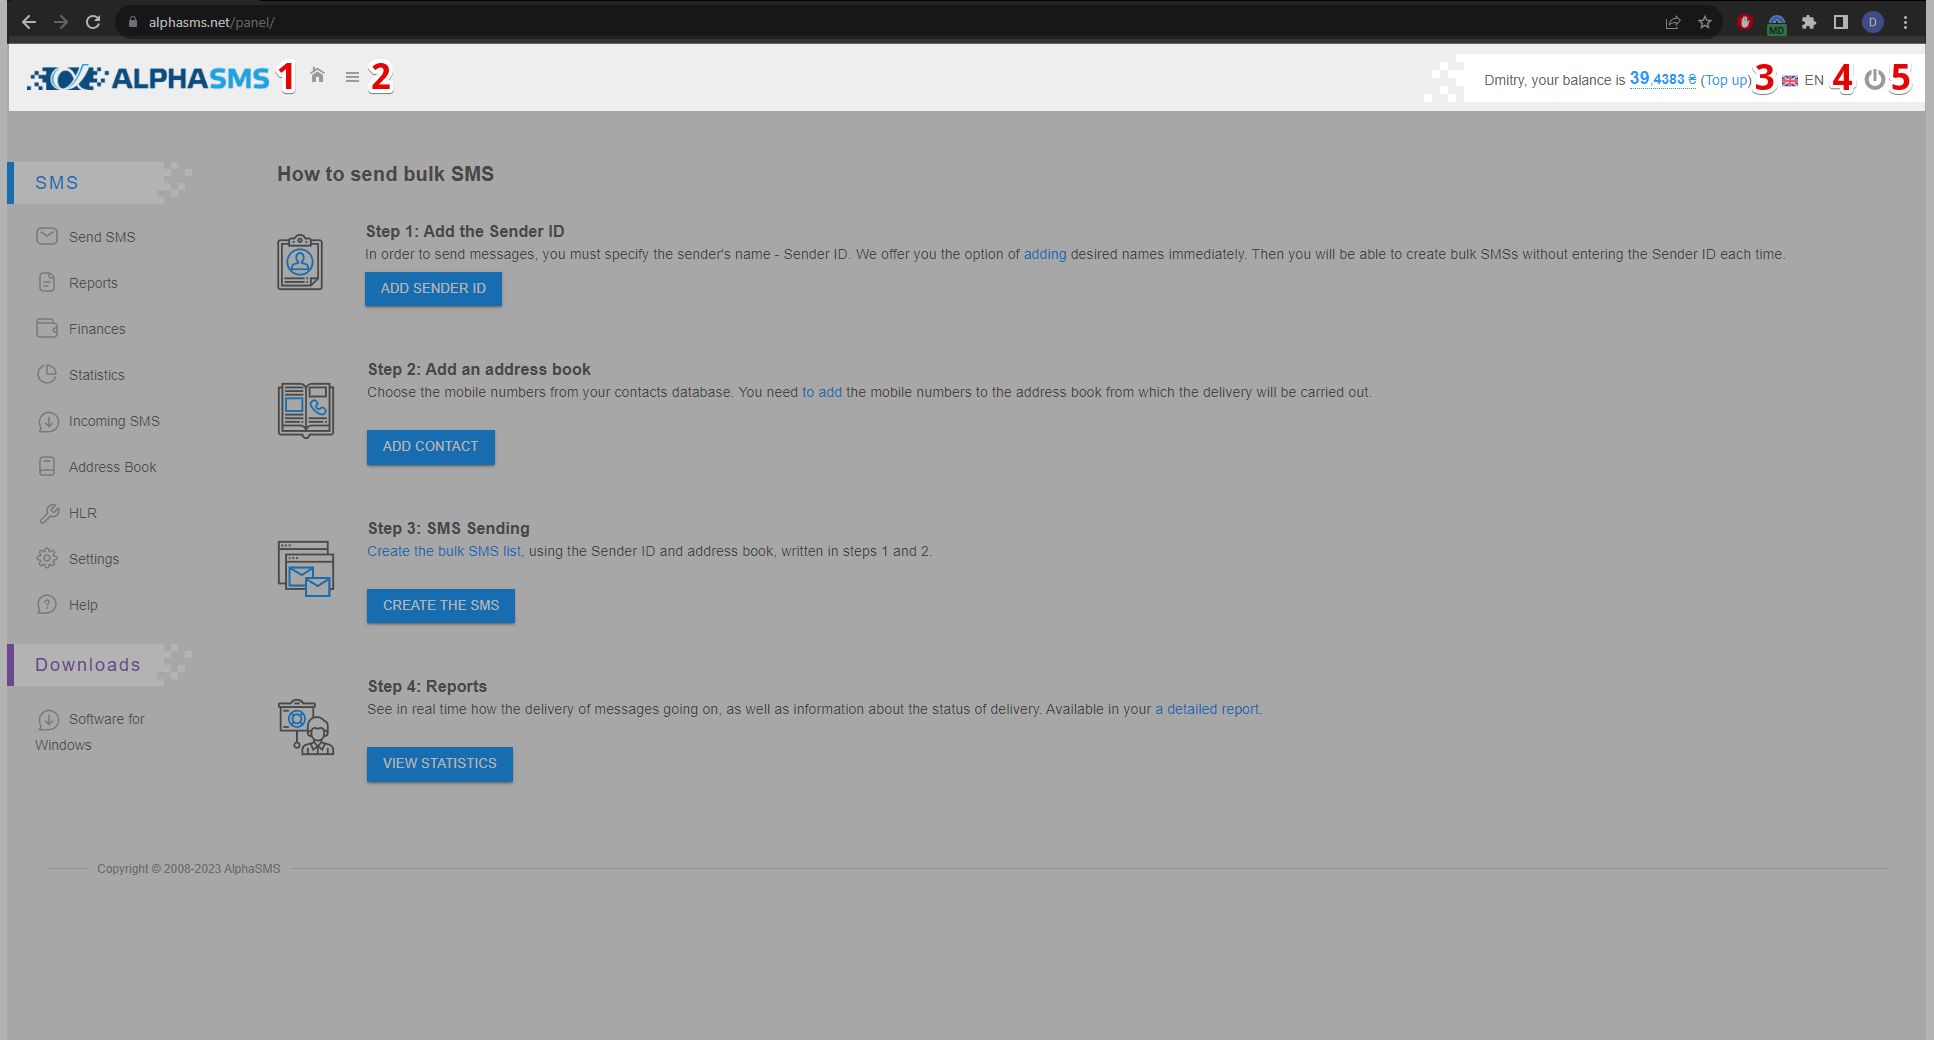 alphasms.net/panel/
MD
D
ALPHASMS 1 2
Dmitry, your balance is 39,4383 ₴ (Top up) 3 EN 4 5
SMS
Send SMS
Reports
Finances
Statistics
Incoming SMS
Address Book
HLR
Settings
Help
Downloads
Software for
Windows
How to send bulk SMS
Step 1: Add the Sender ID
In order to send messages, you must specify the sender's name - Sender ID. We offer you the option of adding desired names immediately. Then you will be able to create bulk SMSs without entering the Sender ID each time.
ADD SENDER ID
Step 2: Add an address book
Choose the mobile numbers from your contacts database. You need to add the mobile numbers to the address book from which the delivery will be carried out.
ADD CONTACT
Step 3: SMS Sending
Create the bulk SMS list, using the Sender ID and address book, written in steps 1 and 2.
CREATE THE SMS
Step 4: Reports
See in real time how the delivery of messages going on, as well as information about the status of delivery. Available in your a detailed report.
VIEW STATISTICS
Copyright © 2008-2023 AlphaSMS